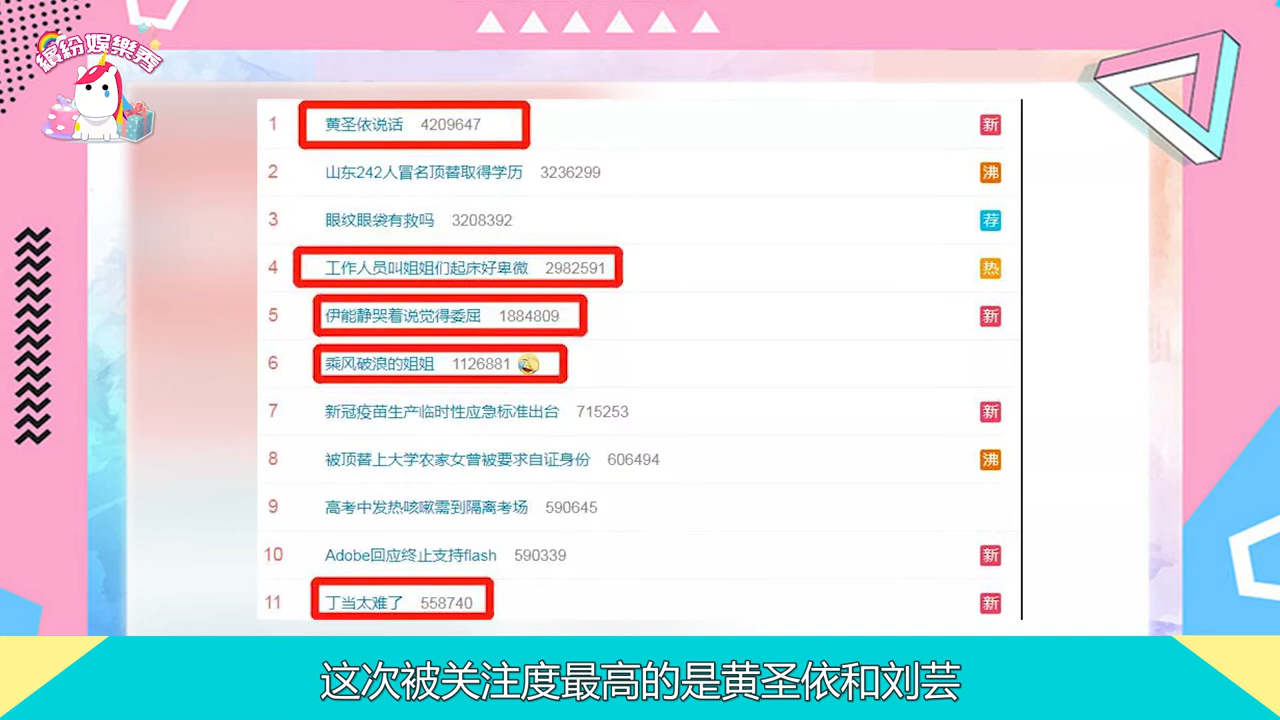 繽紛娛樂秀
1 黄圣依说话 4209647 新
2 山东242人冒名顶替取得学历 3236299 沸
3 眼纹眼袋有救吗 3208392 荐
4 工作人员叫姐姐们起床好卑微 2982591 热
5 伊能静哭着说觉得委屈 1884809 新
6 乘风破浪的姐姐 1126881
7 新冠疫苗生产临时性应急标准出台 715253 新
8 被顶替上大学农家女曾被要求自证身份 606494 沸
9 高考中发热咳嗽需到隔离考场 590645
10 Adobe回应终止支持flash 590339 新
11 丁当太难了 558740 新
这次被关注度最高的是黄圣依和刘芸